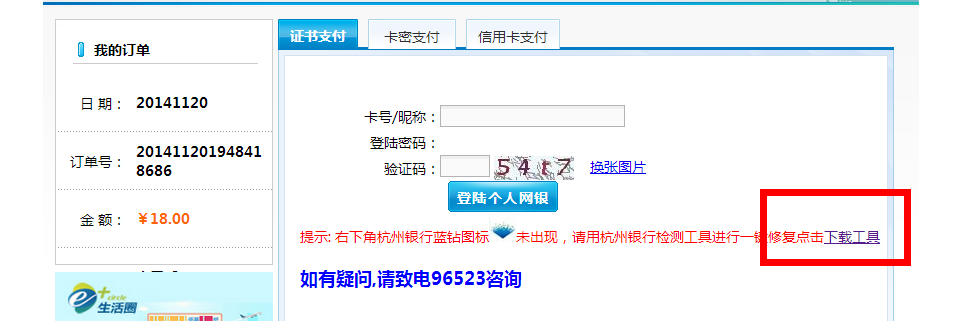 我的订单
日 期： 20141120
订单号： 201411201948418686
金 额： ￥18.00
e+circle
生活圈
证书支付 卡密支付 信用卡支付
卡号/昵称：
登陆密码：
验证码： 54t7 换张图片
登陆个人网银
提示: 右下角杭州银行蓝钻图标 未出现，请用杭州银行检测工具进行一键修复点击下载工具
如有疑问,请致电96523咨询